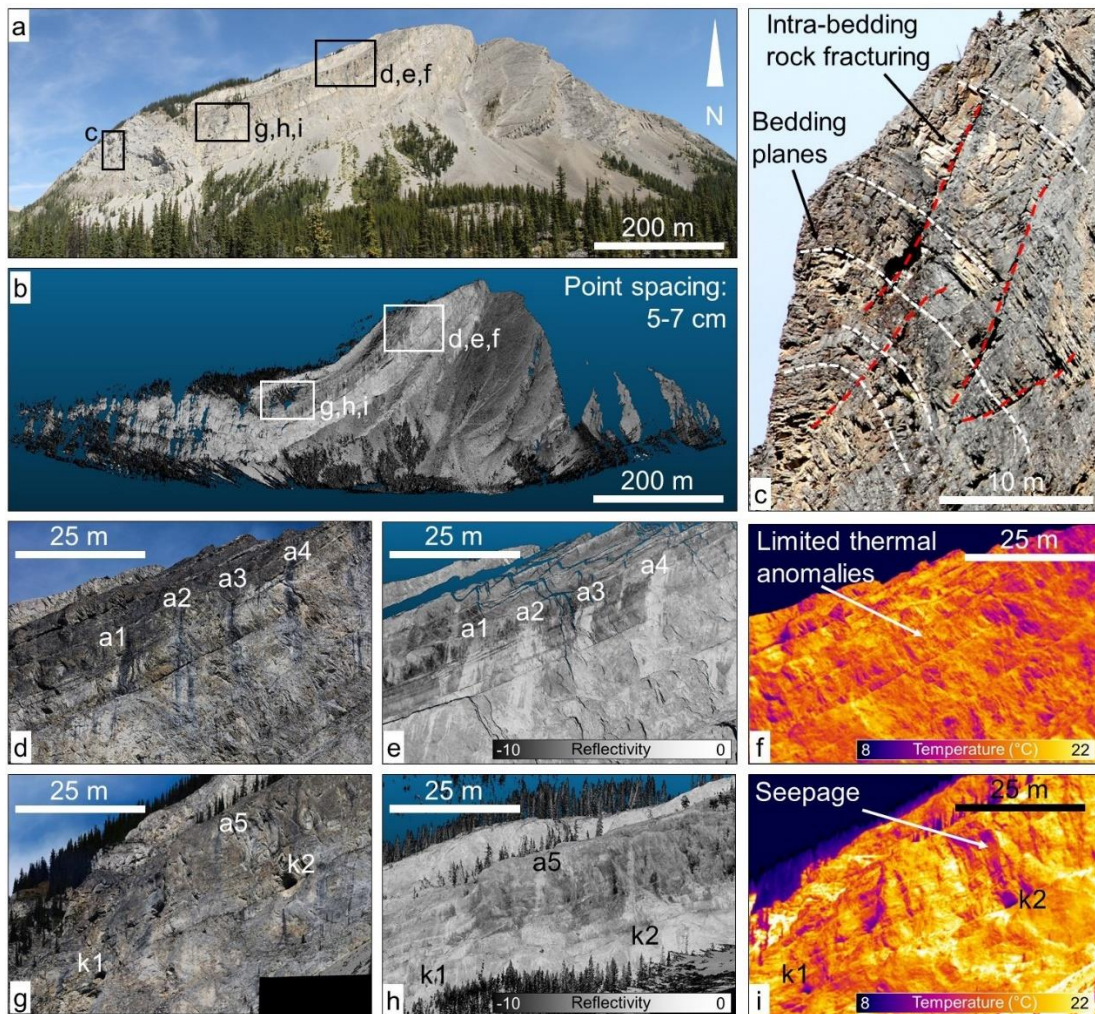 a
d,e,f
g,h,i
c
N
200 m
b
Point spacing:
5-7 cm
d,e,f
g,h,i
200 m
Intra-bedding
rock fracturing
Bedding
planes
c
10 m
25 m
a4
a3
a2
a1
d
25 m
a4
a3
a2
a1
e
-10 Reflectivity 0
25 m
Limited thermal
anomalies
f
8 Temperature (°C) 22
25 m
a5
k2
k1
g
25 m
a5
k2
k1
h
-10 Reflectivity 0
25 m
Seepage
k2
k1
i
8 Temperature (°C) 22